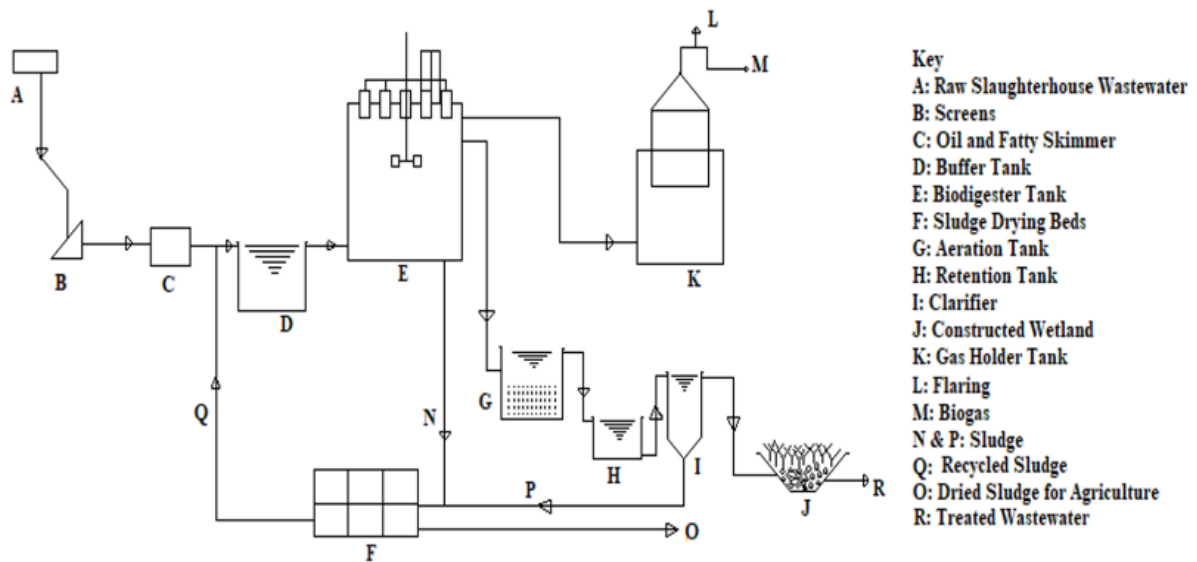 L
M
A
Key
A: Raw Slaughterhouse Wastewater
B: Screens
C: Oil and Fatty Skimmer
D: Buffer Tank
E: Biodigester Tank
F: Sludge Drying Beds
G: Aeration Tank
H: Retention Tank
I: Clarifier
J: Constructed Wetland
K: Gas Holder Tank
L: Flaring
M: Biogas
N & P: Sludge
Q: Recycled Sludge
O: Dried Sludge for Agriculture
R: Treated Wastewater
B
C
D
E
K
G
Q
N
H
I
P
J
R
F
O